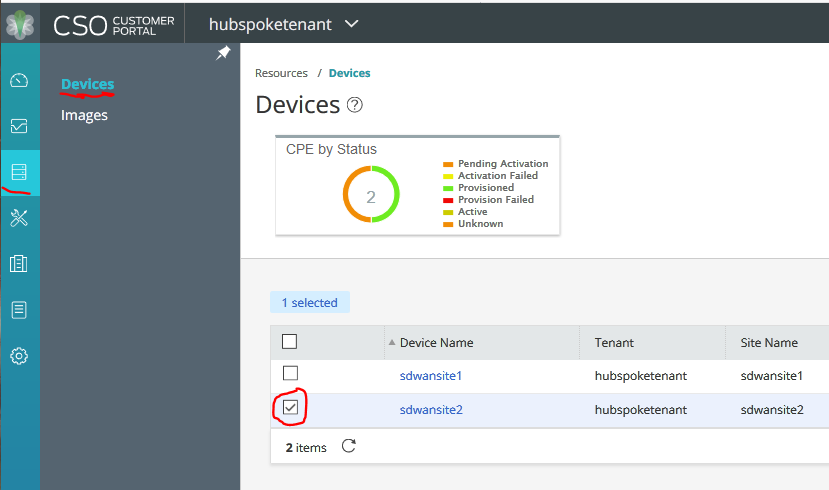 CSO CUSTOMER PORTAL hubspoketenant
Devices
Images
Resources / Devices
Devices ?
CPE by Status
2
Pending Activation
Activation Failed
Provisioned
Provision Failed
Active
Unknown
1 selected
Device Name Tenant Site Name
sdwansite1 hubspoketenant sdwansite1
sdwansite2 hubspoketenant sdwansite2
2 items